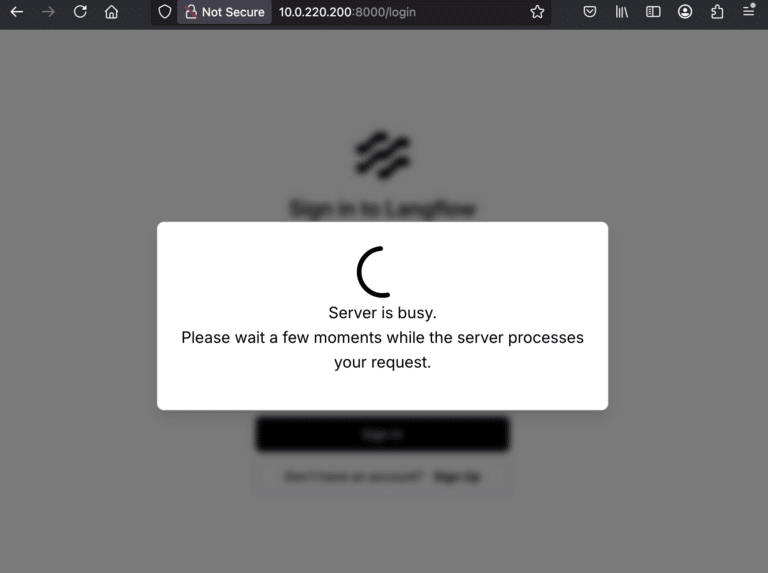 Not Secure 10.0.220.200:8000/login
Sign in to Langflow
Server is busy.
Please wait a few moments while the server processes
your request.
Sign in
Don't have an account? Sign Up